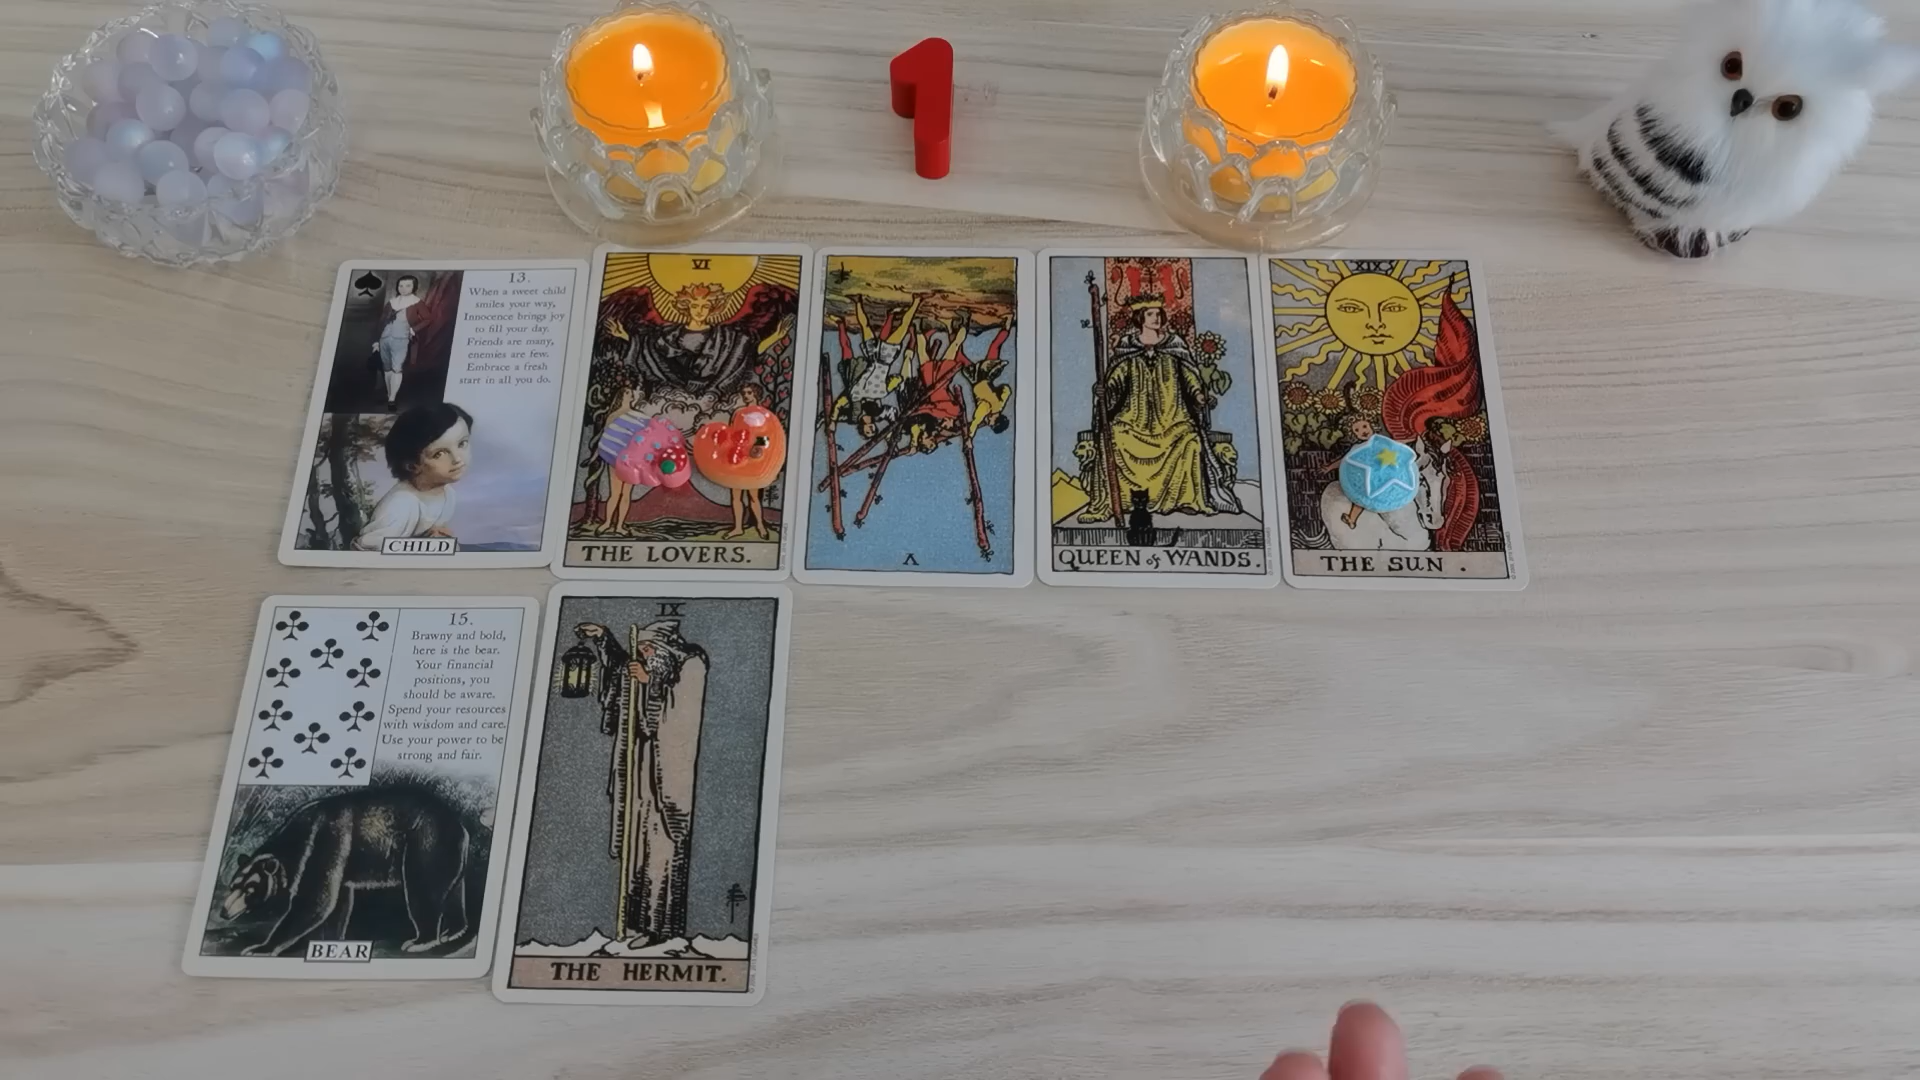 1
13.
When a sweet child
smiles your way,
Innocence brings joy
to fill your day.
Friends are many,
enemies are few.
Embrace a fresh
start in all you do.
CHILD
VI
THE LOVERS.
V
QUEEN of WANDS.
XIX
THE SUN .
15.
Brawny and bold,
here is the bear.
Your financial
positions, you
should be aware.
Spend your resources
with wisdom and care.
Use your power to be
strong and fair.
BEAR
IX
THE HERMIT.